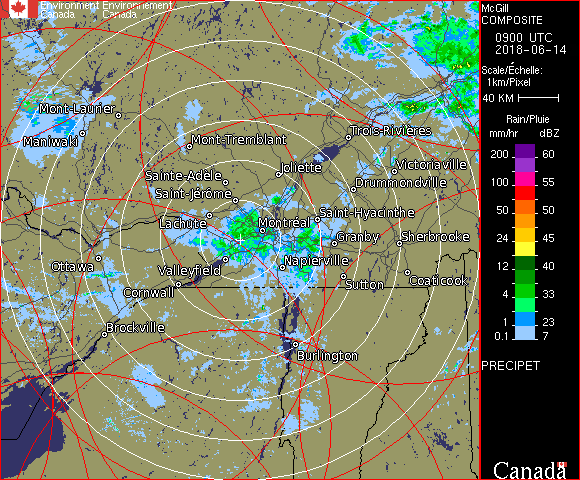 Environment Environnement
Canada Canada
McGill
COMPOSITE
0900 UTC
2018-06-14
Scale/Échelle:
1km/Pixel
40 KM
Rain/Pluie
mm/hr dBZ
200 60
100 55
50 50
24 45
12 40
4 33
1 23
0.1 7
PRECIPET
Canada
Mont-Laurier
Maniwaki
Mont-Tremblant
Trois-Rivières
Joliette
Victoriaville
Sainte-Adèle
Drummondville
Saint-Jérôme
Lachute
Montréal
Saint-Hyacinthe
Granby
Sherbrooke
Ottawa
Valleyfield
Napierville
Cornwall
Sutton
Coaticook
Brockville
Burlington